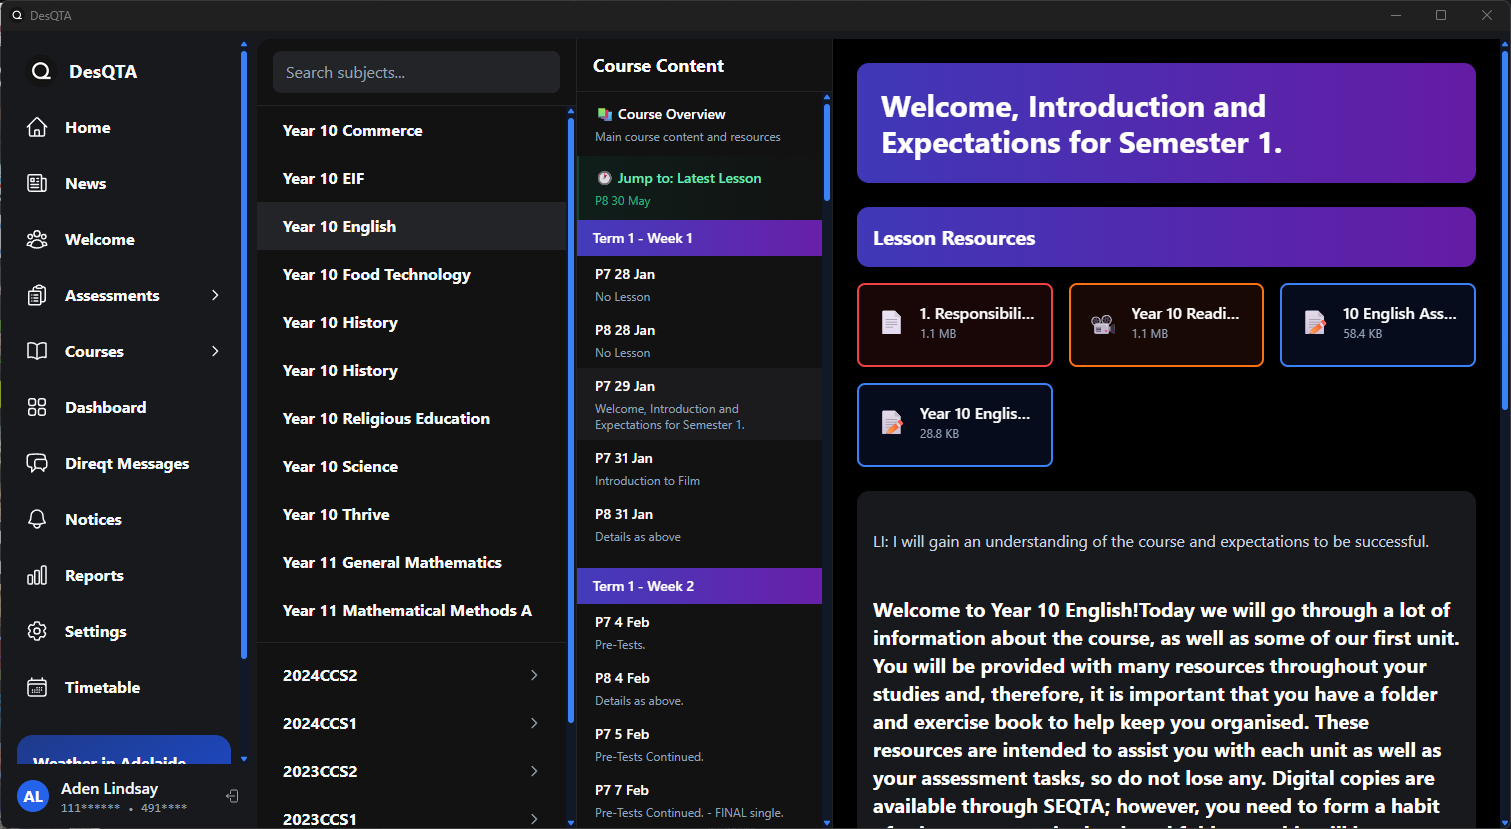 DesQTA
DesQTA
Home
News
Welcome
Assessments
Courses
Dashboard
Direqt Messages
Notices
Reports
Settings
Timetable
Weather in Adelaide
AL
Aden Lindsay
111****** • 491****
Search subjects...
Year 10 Commerce
Year 10 EIF
Year 10 English
Year 10 Food Technology
Year 10 History
Year 10 History
Year 10 Religious Education
Year 10 Science
Year 10 Thrive
Year 11 General Mathematics
Year 11 Mathematical Methods A
2024CCS2
2024CCS1
2023CCS2
2023CCS1
Course Content
Course Overview
Main course content and resources
Jump to: Latest Lesson
P8 30 May
Term 1 - Week 1
P7 28 Jan
No Lesson
P8 28 Jan
No Lesson
P7 29 Jan
Welcome, Introduction and
Expectations for Semester 1.
P7 31 Jan
Introduction to Film
P8 31 Jan
Details as above
Term 1 - Week 2
P7 4 Feb
Pre-Tests.
P8 4 Feb
Details as above.
P7 5 Feb
Pre-Tests Continued.
P7 7 Feb
Pre-Tests Continued. - FINAL single.
Welcome, Introduction and
Expectations for Semester 1.
Lesson Resources
1. Responsibili...
1.1 MB
Year 10 Readi...
1.1 MB
10 English Ass...
58.4 KB
Year 10 Englis...
28.8 KB
LI: I will gain an understanding of the course and expectations to be successful.
Welcome to Year 10 English!Today we will go through a lot of
information about the course, as well as some of our first unit.
You will be provided with many resources throughout your
studies and, therefore, it is important that you have a folder
and exercise book to help keep you organised. These
resources are intended to assist you with each unit as well as
your assessment tasks, so do not lose any. Digital copies are
available through SEQTA; however, you need to form a habit